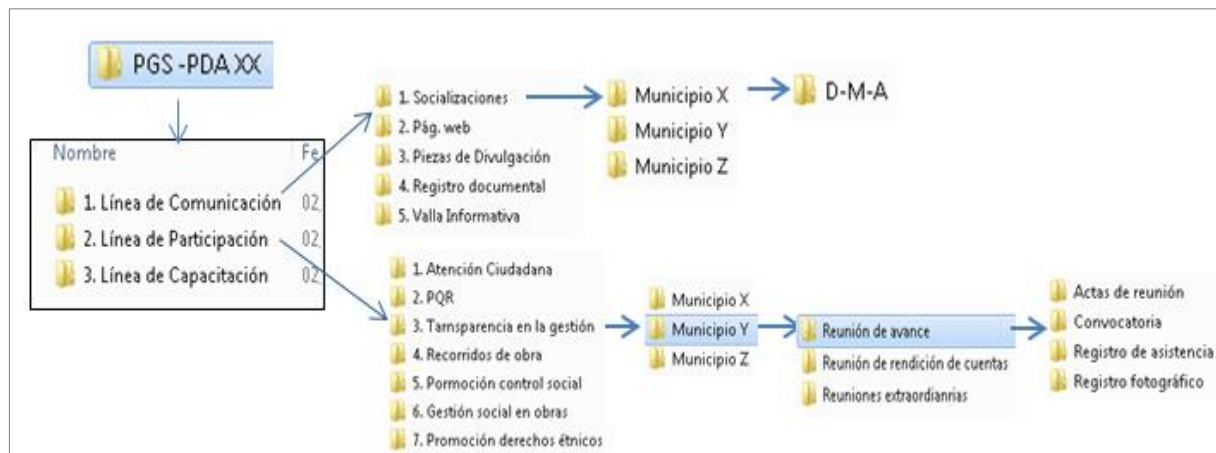 PGS -PDA XX
Nombre
Fe
1. Línea de Comunicación 02
2. Línea de Participación 02
3. Línea de Capacitación 02
1. Socializaciones
2. Pág. web
3. Piezas de Divulgación
4. Registro documental
5. Valla Informativa
Municipio X
Municipio Y
Municipio Z
D-M-A
1. Atención Ciudadana
2. PQR
3. Tarnsparencia en la gestión
4. Recorridos de obra
5. Pormoción control social
6. Gestión social en obras
7. Promoción derechos étnicos
Municipio X
Municipio Y
Municipio Z
Reunión de avance
Reunión de rendición de cuentas
Reuniones extraordianrias
Actas de reunión
Convocatoria
Registro de asistencia
Registro fotográfico